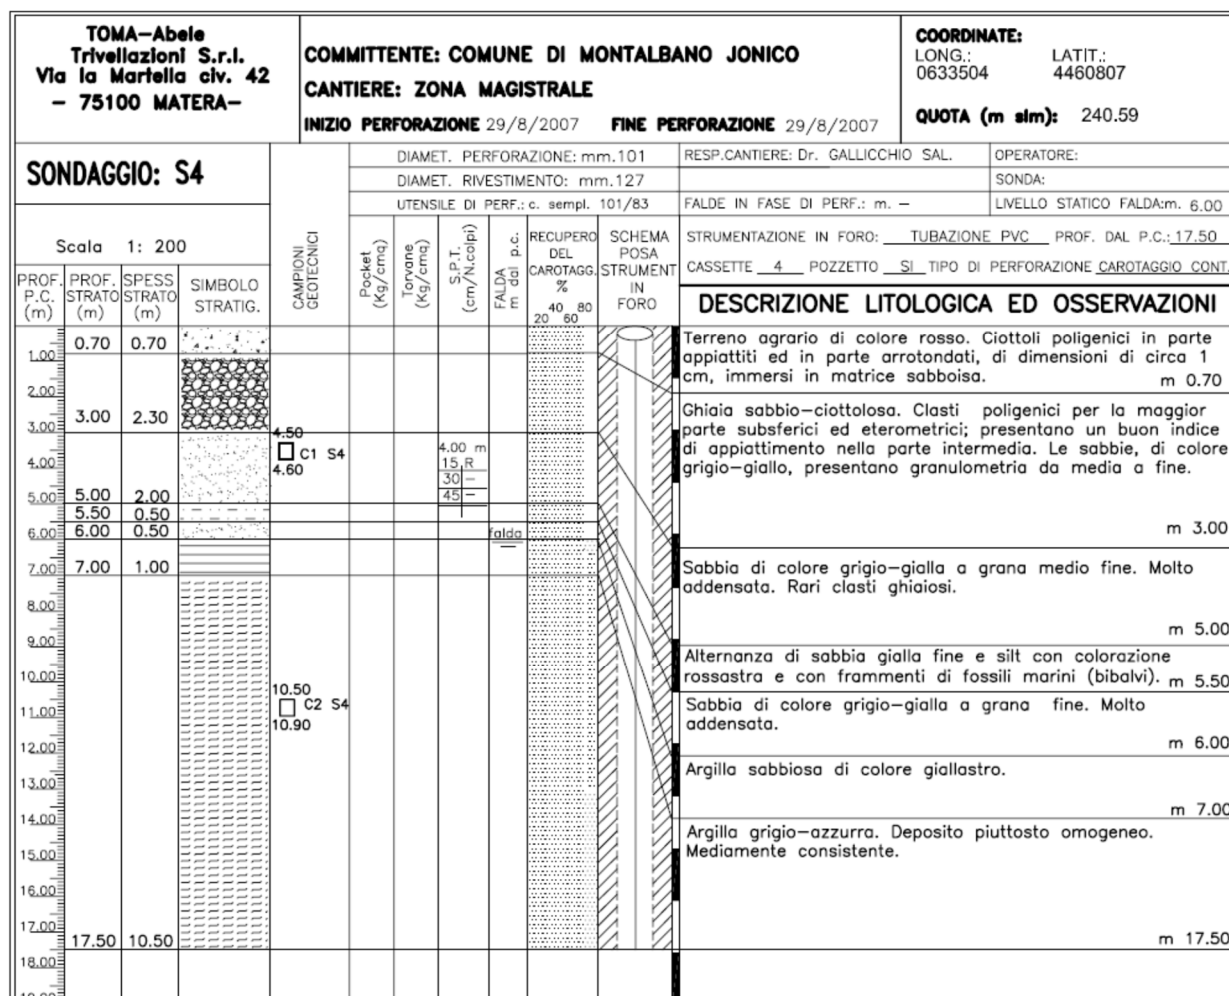 TOMA-Abele
Trivellazioni S.r.l.
Via la Martella civ. 42
- 75100 MATERA-
COMMITTENTE: COMUNE DI MONTALBANO JONICO
CANTIERE: ZONA MAGISTRALE
INIZIO PERFORAZIONE 29/8/2007 FINE PERFORAZIONE 29/8/2007
COORDINATE:
LONG.: LATIT.:
0633504 4460807
QUOTA (m slm): 240.59
SONDAGGIO: S4
DIAMET. PERFORAZIONE: mm.101
DIAMET. RIVESTIMENTO: mm.127
UTENSILE DI PERF.: c. sempl. 101/83
RESP.CANTIERE: Dr. GALLICCHIO SAL.
OPERATORE:
SONDA:
FALDE IN FASE DI PERF.: m. -
LIVELLO STATICO FALDA:m. 6.00
STRUMENTAZIONE IN FORO: TUBAZIONE PVC PROF. DAL P.C.: 17.50
CASSETTE 4 POZZETTO SI TIPO DI PERFORAZIONE CAROTAGGIO CONT.
Scala 1: 200
PROF. P.C. (m)
PROF. STRATO (m)
SPESS STRATO (m)
SIMBOLO STRATIG.
CAMPIONI GEOTECNICI
Pocket (Kg/cmq)
Torvane (Kg/cmq)
S.P.T. (cm/N.colpi)
FALDA m dal p.c.
RECUPERO DEL CAROTAGG. %
20 40 60 80
SCHEMA POSA STRUMENT IN FORO
DESCRIZIONE LITOLOGICA ED OSSERVAZIONI
0.70 0.70
1.00
2.00
3.00 2.30
3.00
4.00
5.00 2.00
5.00
5.50 0.50
6.00 0.50
6.00
7.00 1.00
7.00
8.00
9.00
10.00
11.00
12.00
13.00
14.00
15.00
16.00
17.00
17.50 10.50
18.00
19.00
4.50
C1 S4
4.60
10.50
C2 S4
10.90
4.00 m
15 R
30 -
45 -
falda
Terreno agrario di colore rosso. Ciottoli poligenici in parte
appiattiti ed in parte arrotondati, di dimensioni di circa 1
cm, immersi in matrice sabboisa.
m 0.70
Ghiaia sabbio-ciottolosa. Clasti poligenici per la maggior
parte subsferici ed eterometrici; presentano un buon indice
di appiattimento nella parte intermedia. Le sabbie, di colore
grigio-giallo, presentano granulometria da media a fine.
m 3.00
Sabbia di colore grigio-gialla a grana medio fine. Molto
addensata. Rari clasti ghiaiosi.
m 5.00
Alternanza di sabbia gialla fine e silt con colorazione
rossastra e con frammenti di fossili marini (bibalvi). m 5.50
Sabbia di colore grigio-gialla a grana fine. Molto
addensata.
m 6.00
Argilla sabbiosa di colore giallastro.
m 7.00
Argilla grigio-azzurra. Deposito piuttosto omogeneo.
Mediamente consistente.
m 17.50